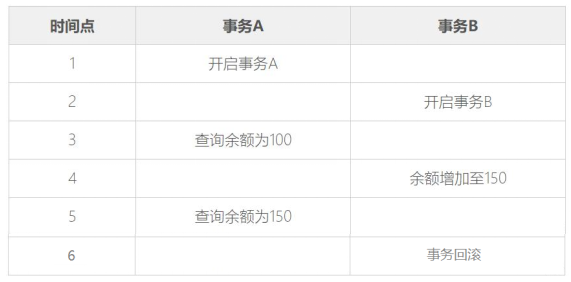 时间点 事务A 事务B
1 开启事务A
2 开启事务B
3 查询余额为100
4 余额增加至150
5 查询余额为150
6 事务回滚